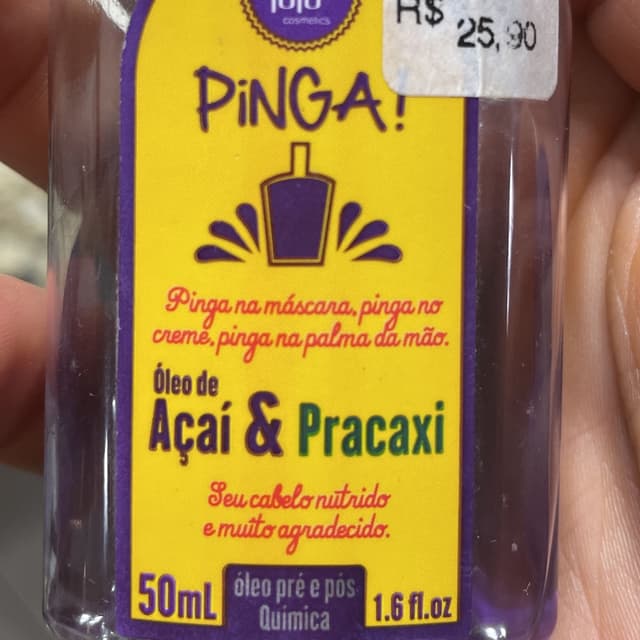 cosmetics
R$ 25,90
PiNGA!
Pinga na máscara, pinga no
creme, pinga na palma da mão.
Óleo de
Açaí & Pracaxi
Seu cabelo nutrido
e muito agradecido.
50mL
óleo pré e pós
Química
1.6 fl.oz